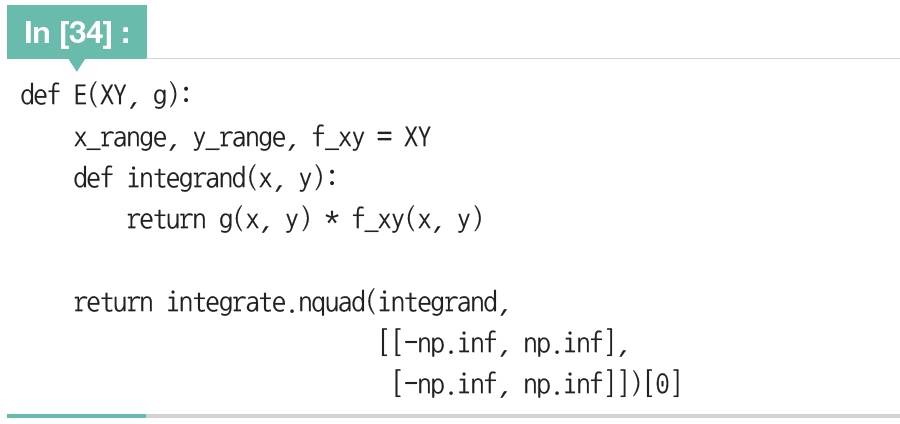 In [34] :
def E(XY, g):
    x_range, y_range, f_xy = XY
    def integrand(x, y):
        return g(x, y) * f_xy(x, y)

    return integrate.nquad(integrand,
                           [[-np.inf, np.inf],
                            [-np.inf, np.inf]])[0]